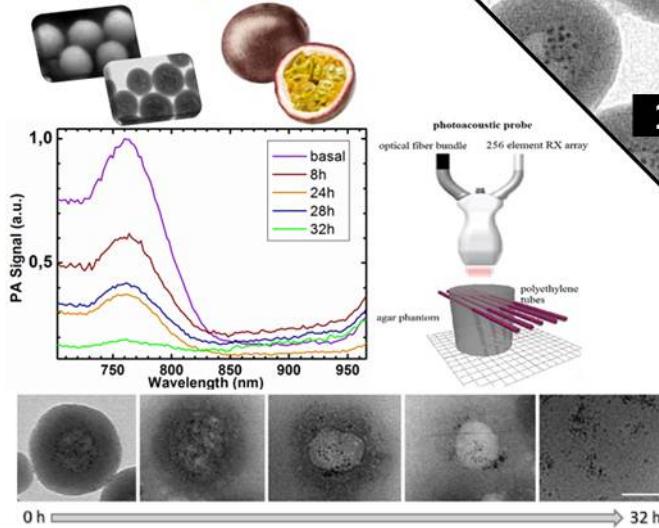 photoacoustic probe
optical fiber bundle 256 element RX array
polyethylene
tubes
agar phantom
PA Signal (a.u.)
1,0
0,5
basal
8h
24h
28h
32h
750 800 850 900 950
Wavelength (nm)
0 h 32 h